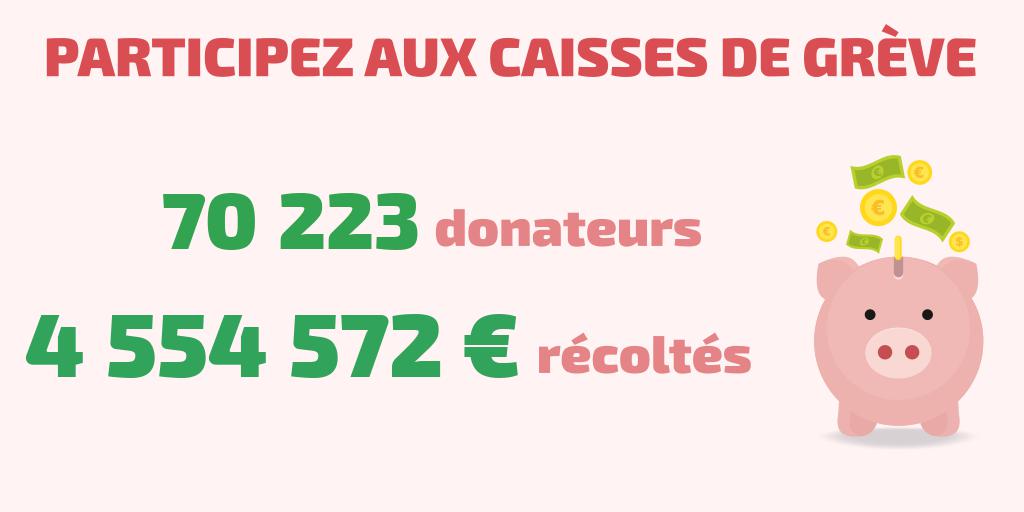 PARTICIPEZ AUX CAISSES DE GRÈVE
70 223 donateurs
4 554 572 € récoltés